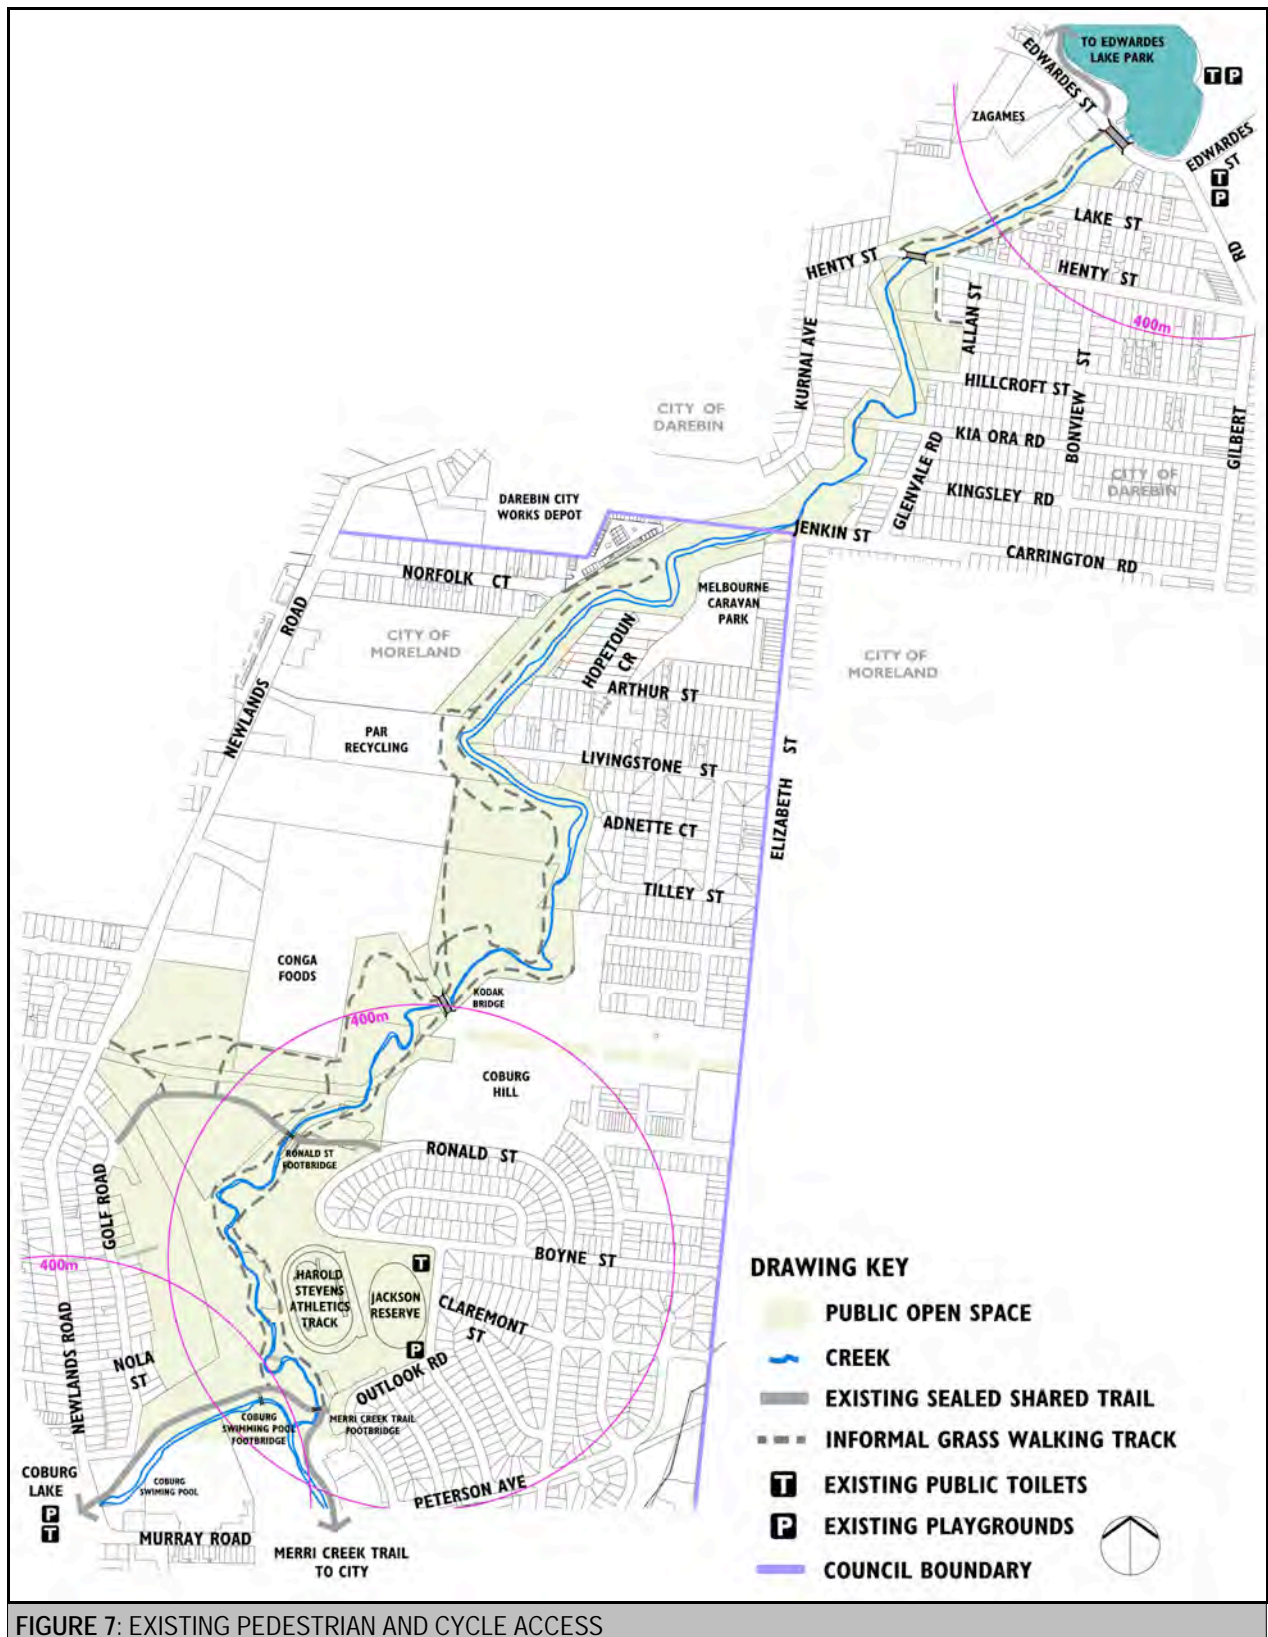 TO EDWARDES
LAKE PARK
EDWARDES ST
T P
ZAGAMES
EDWARDES
ST
T
P
LAKE ST
RD
HENTY ST
HENTY ST
400m
ALLAN ST
KURNAI AVE
HILLCROFT ST
BONVIEW ST
GILBERT
CITY OF
DAREBIN
KIA ORA RD
GLENVALE RD
CITY OF
DAREBIN
KINGSLEY RD
DAREBIN CITY
WORKS DEPOT
JENKIN ST
CARRINGTON RD
NORFOLK CT
MELBOURNE
CARAVAN
PARK
NEWLANDS ROAD
CITY OF
MORELAND
HOPETOUN
CR
CITY OF
MORELAND
ARTHUR ST
PAR
RECYCLING
LIVINGSTONE ST
ELIZABETH ST
ADNETTE CT
TILLEY ST
CONGA
FOODS
KODAK
BRIDGE
400m
COBURG
HILL
RONALD ST
FOOTBRIDGE
RONALD ST
GOLF ROAD
BOYNE ST
400m
T
HAROLD
STEVENS
ATHLETICS
TRACK
JACKSON
RESERVE
CLAREMONT
ST
P
NEWLANDS ROAD
NOLA
ST
OUTLOOK RD
COBURG
SWIMMING POOL
FOOTBRIDGE
MERRI CREEK TRAIL
FOOTBRIDGE
COBURG
LAKE
P
T
COBURG
SWIMING POOL
PETERSON AVE
MURRAY ROAD
MERRI CREEK TRAIL
TO CITY
DRAWING KEY
PUBLIC OPEN SPACE
CREEK
EXISTING SEALED SHARED TRAIL
INFORMAL GRASS WALKING TRACK
T EXISTING PUBLIC TOILETS
P EXISTING PLAYGROUNDS
COUNCIL BOUNDARY
FIGURE 7: EXISTING PEDESTRIAN AND CYCLE ACCESS